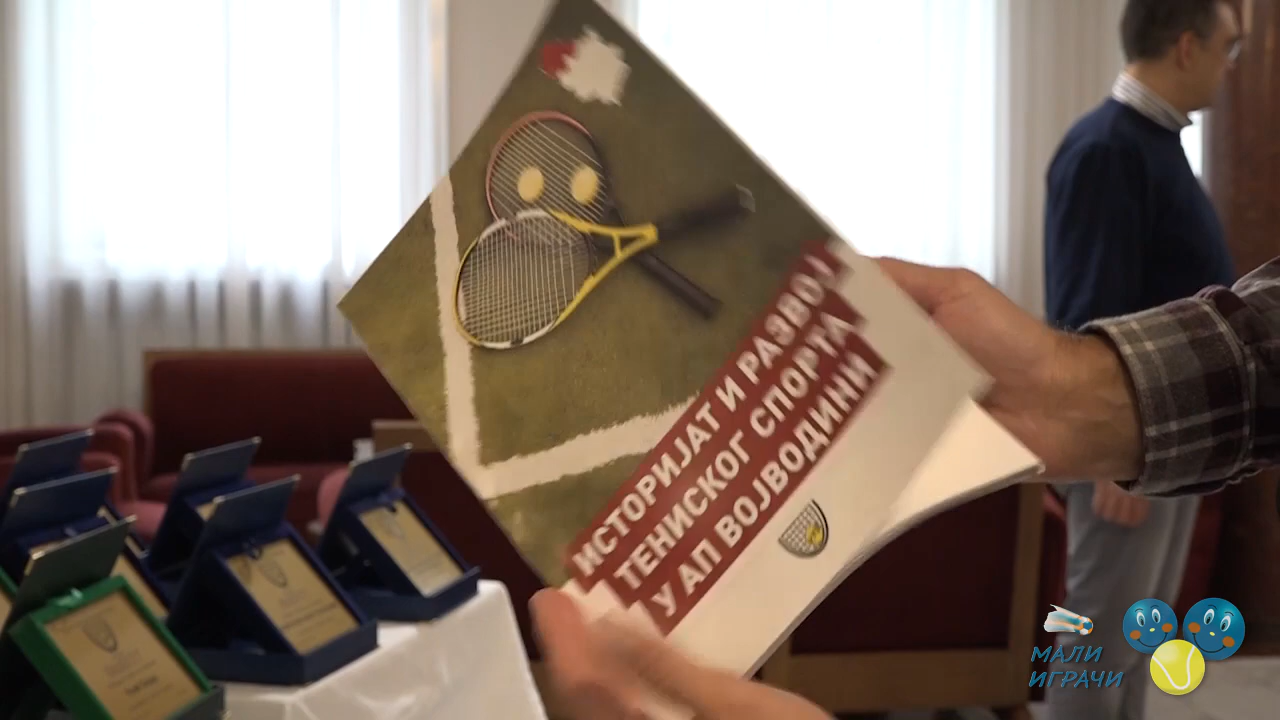 ИСТОРИЈАТ И РАЗВОЈ
ТЕНИСКОГ СПОРТА
У АП ВОЈВОДИНИ
МАЛИ
ИГРАЧИ